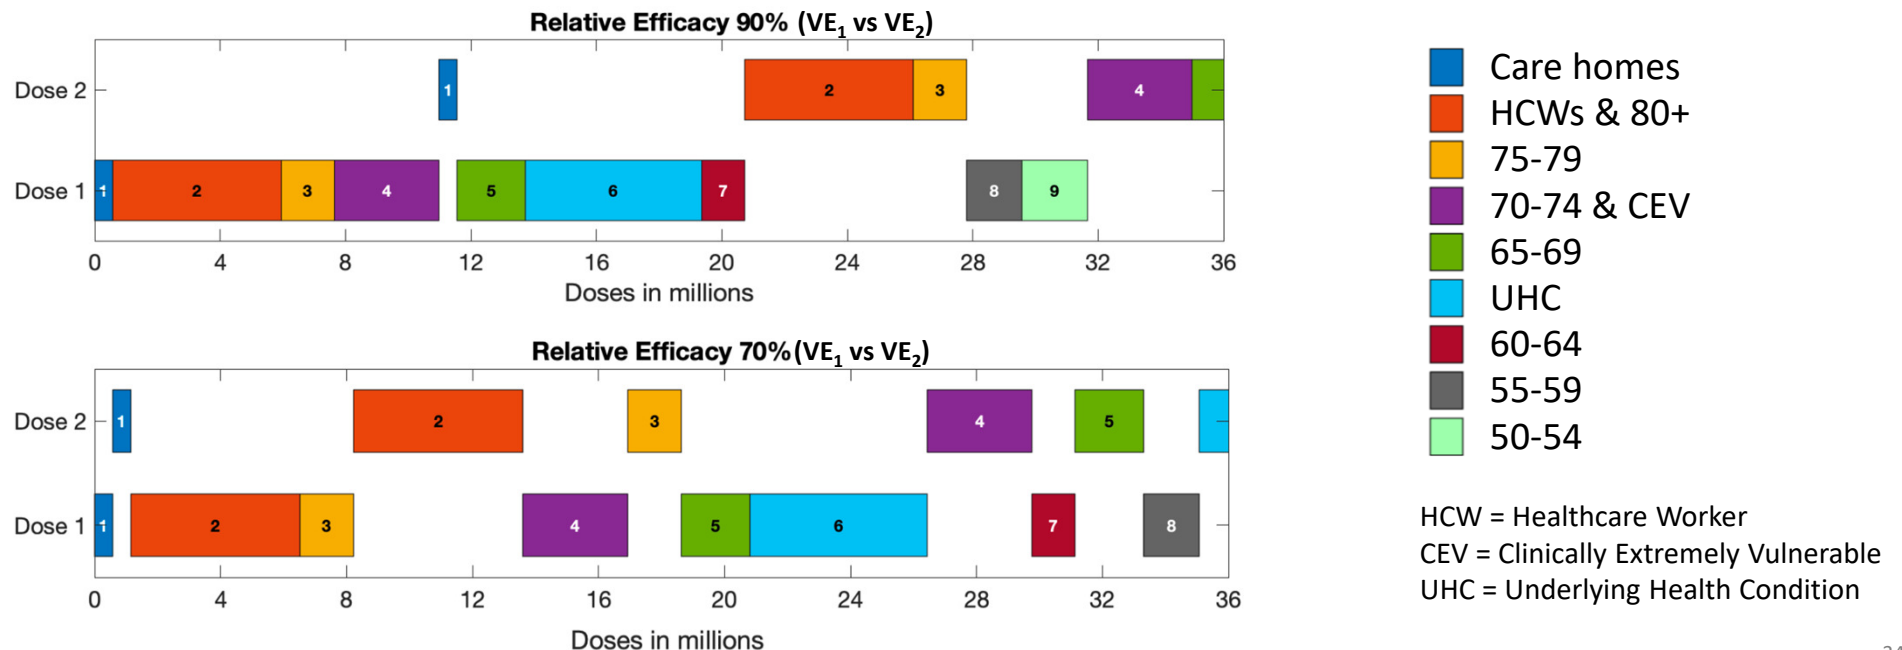 Relative Efficacy 90% (VE1 vs VE2)
Dose 2
1
2
3
4
Dose 1
1
2
3
4
5
6
7
8
9
0 4 8 12 16 20 24 28 32 36
Doses in millions
Relative Efficacy 70% (VE1 vs VE2)
Dose 2
1
2
3
4
5
Dose 1
1
2
3
4
5
6
7
8
0 4 8 12 16 20 24 28 32 36
Doses in millions
Care homes
HCWs & 80+
75-79
70-74 & CEV
65-69
UHC
60-64
55-59
50-54
HCW = Healthcare Worker
CEV = Clinically Extremely Vulnerable
UHC = Underlying Health Condition